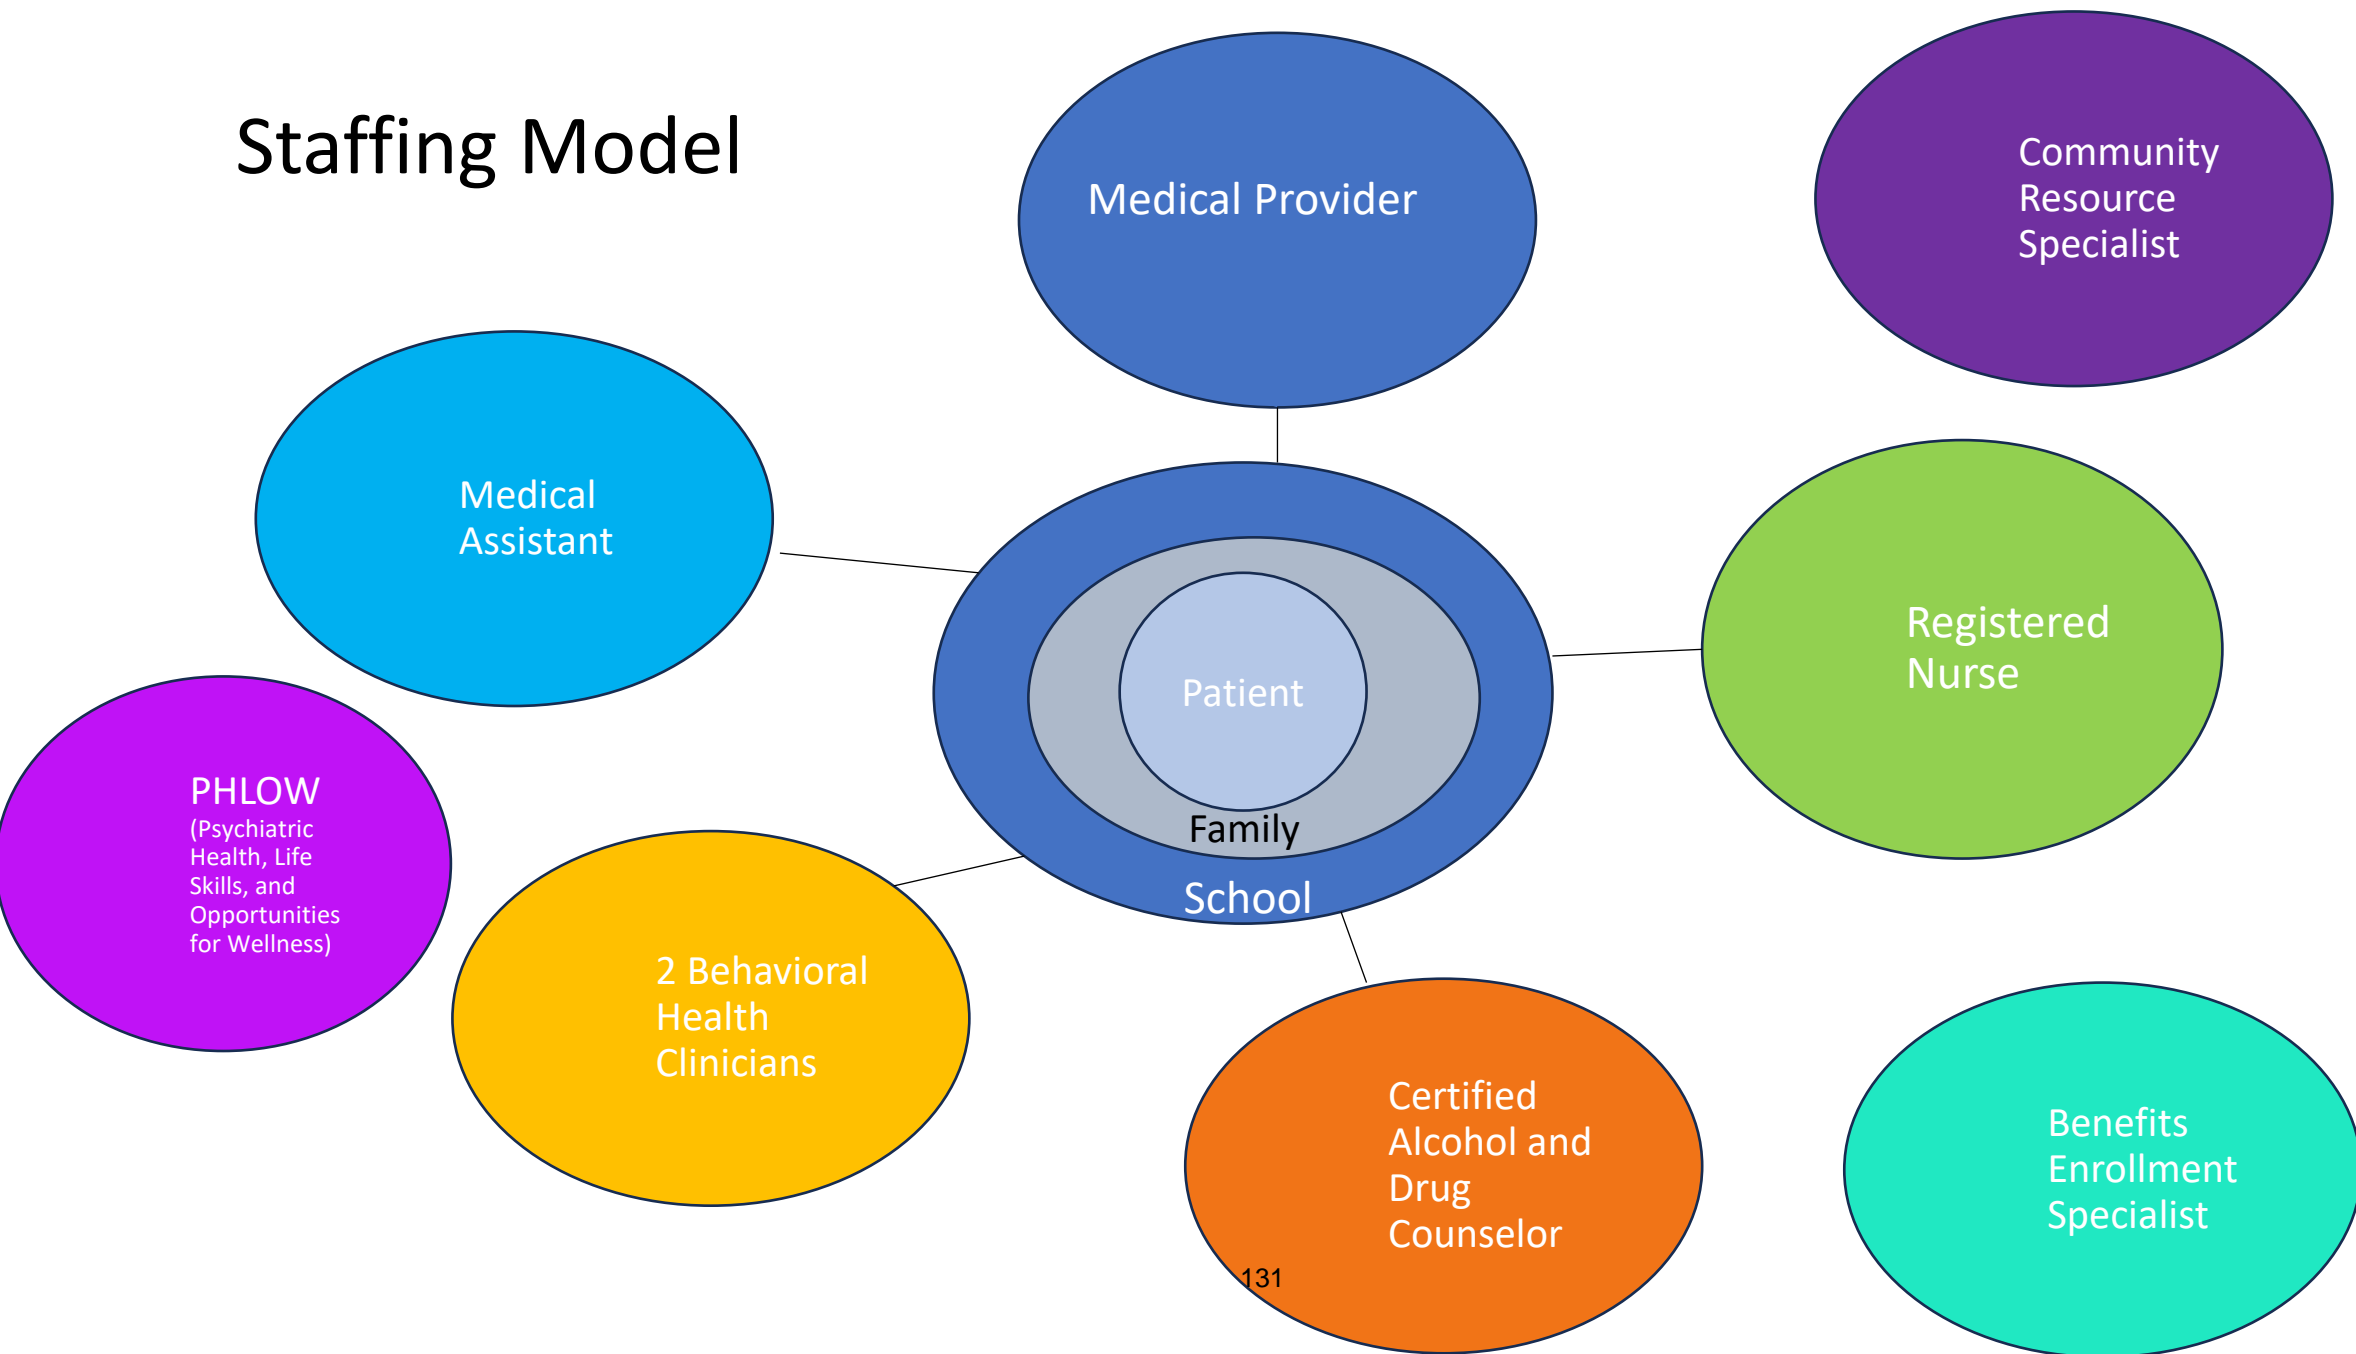 Staffing Model
Medical Provider
Community
Resource
Specialist
Medical
Assistant
Registered
Nurse
Patient
Family
School
PHLOW
(Psychiatric
Health, Life
Skills, and
Opportunities
for Wellness)
2 Behavioral
Health
Clinicians
Certified
Alcohol and
Drug
Counselor
Benefits
Enrollment
Specialist
131